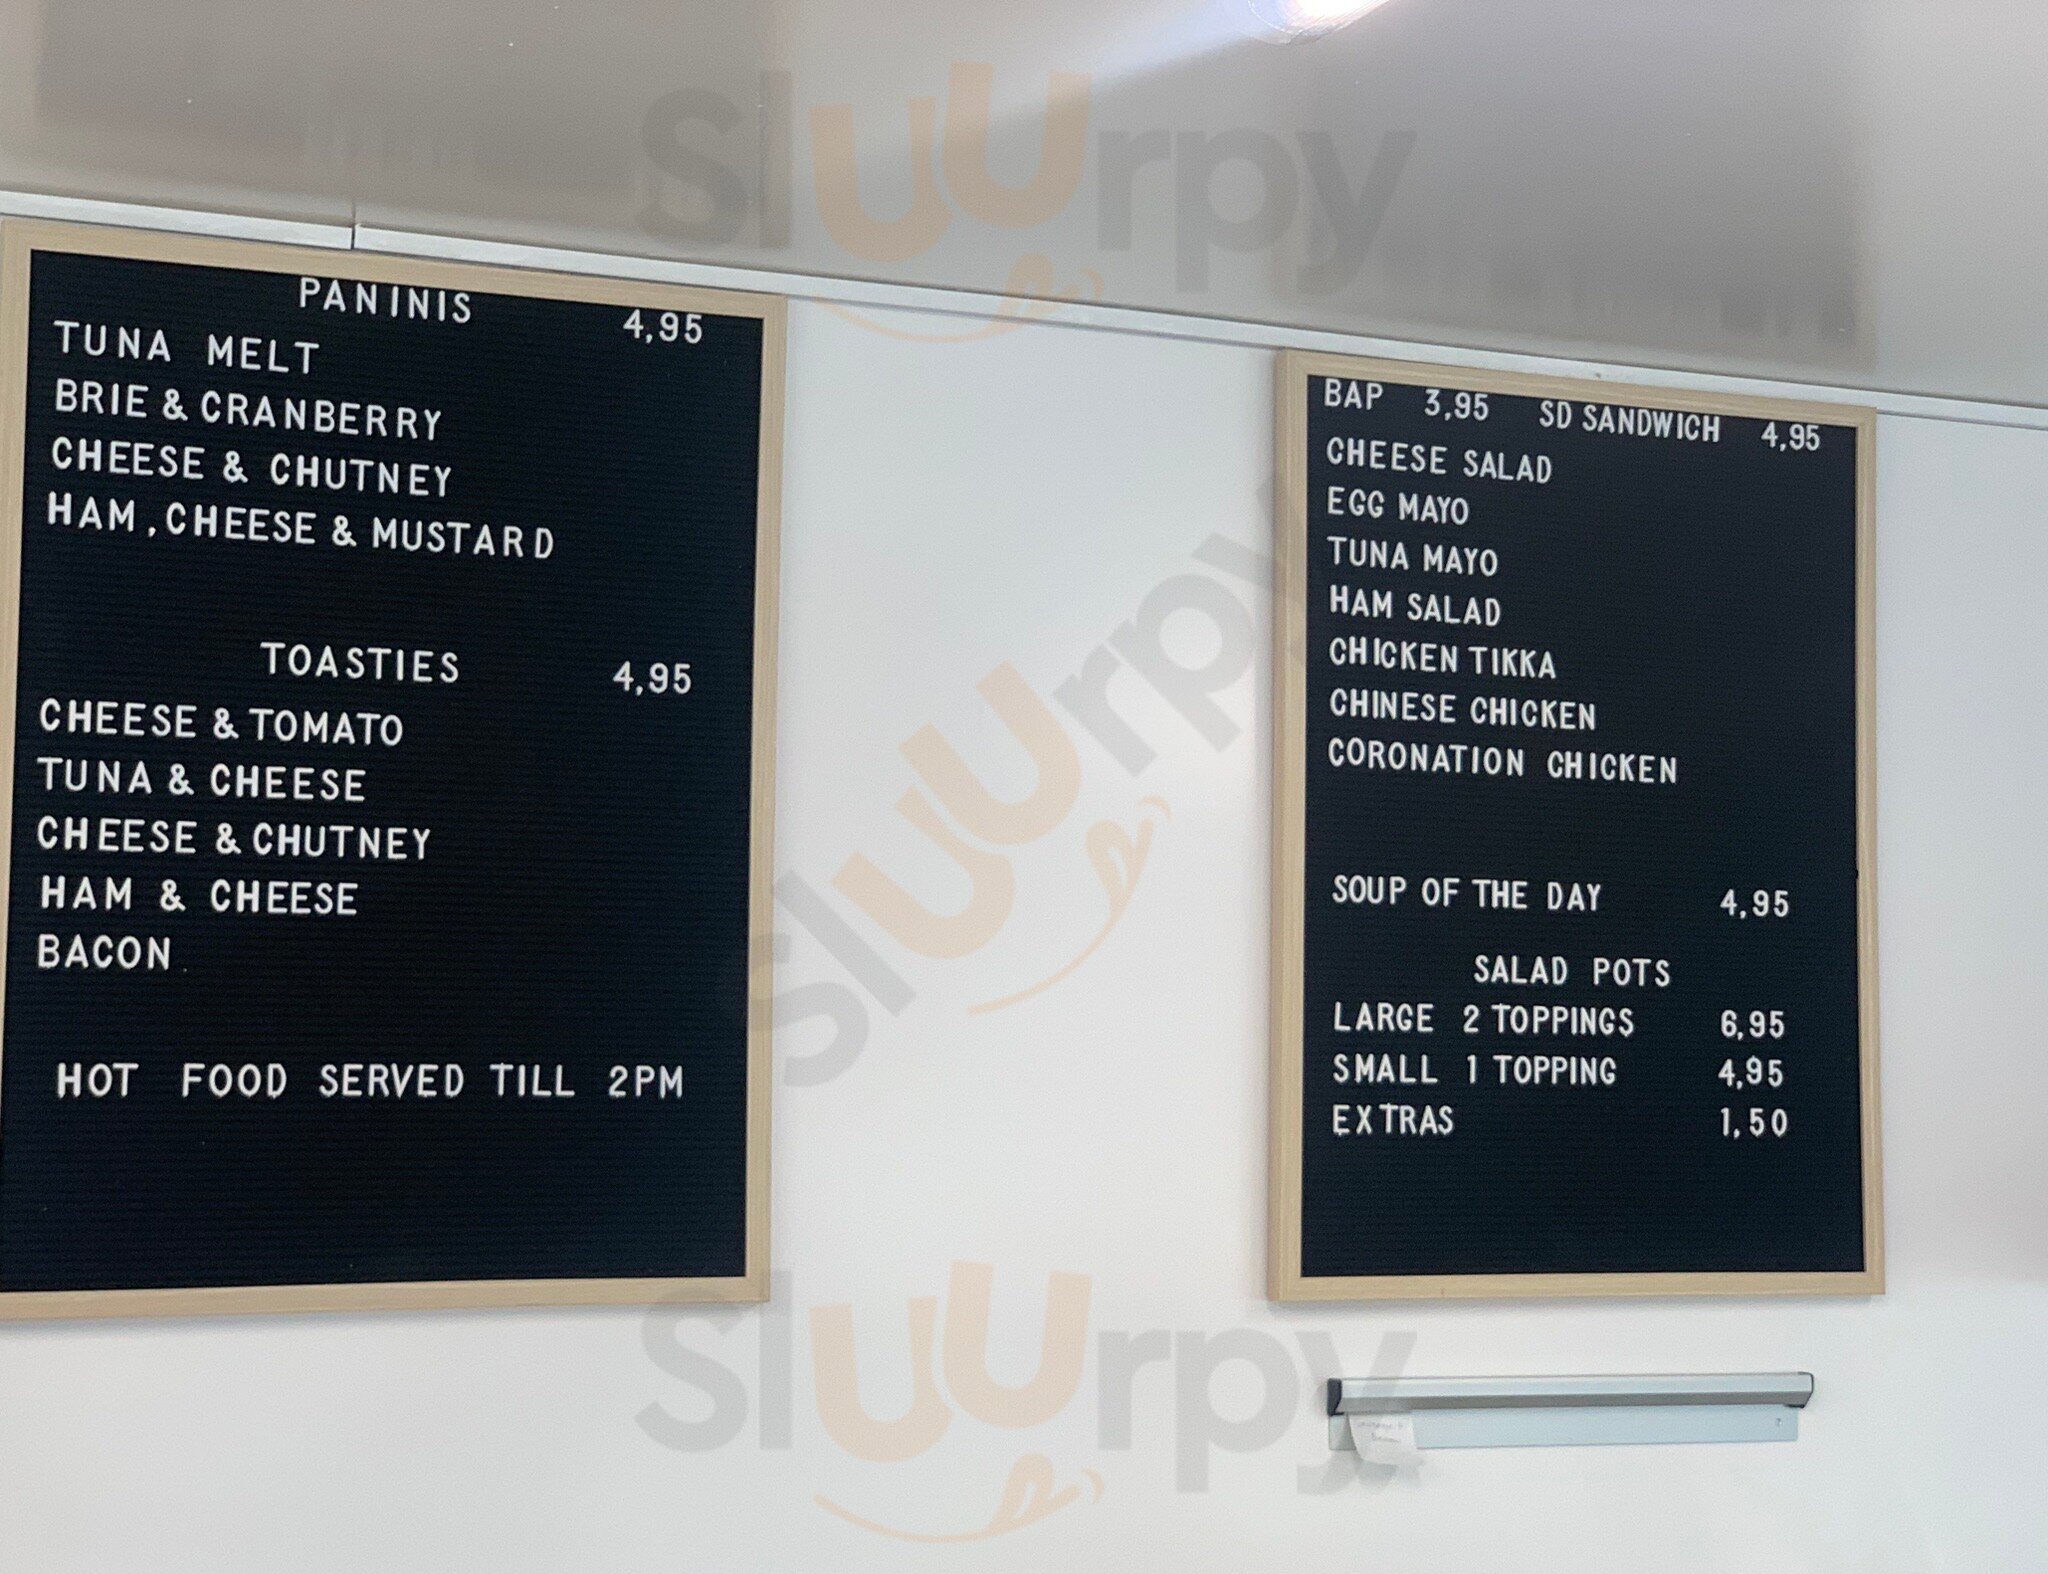 PANINIS 4,95
TUNA MELT
BRIE & CRANBERRY
CHEESE & CHUTNEY
HAM, CHEESE & MUSTARD
TOASTIES 4,95
CHEESE & TOMATO
TUNA & CHEESE
CHEESE & CHUTNEY
HAM & CHEESE
BACON
HOT FOOD SERVED TILL 2PM
BAP 3,95 SD SANDWICH 4,95
CHEESE SALAD
EGG MAYO
TUNA MAYO
HAM SALAD
CHICKEN TIKKA
CHINESE CHICKEN
CORONATION CHICKEN
SOUP OF THE DAY 4,95
SALAD POTS
LARGE 2 TOPPINGS 6,95
SMALL 1 TOPPING 4,95
EXTRAS 1,50
sluurpy
sluurpy
sluurpy